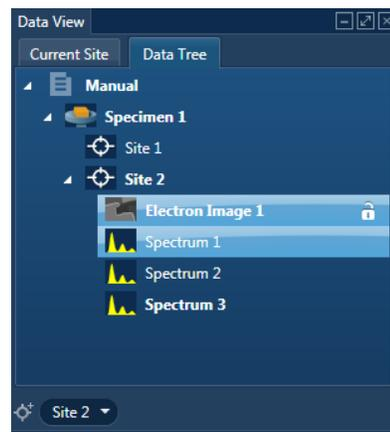 Data View
Current Site Data Tree
Manual
Specimen 1
Site 1
Site 2
Electron Image 1
Spectrum 1
Spectrum 2
Spectrum 3
Site 2